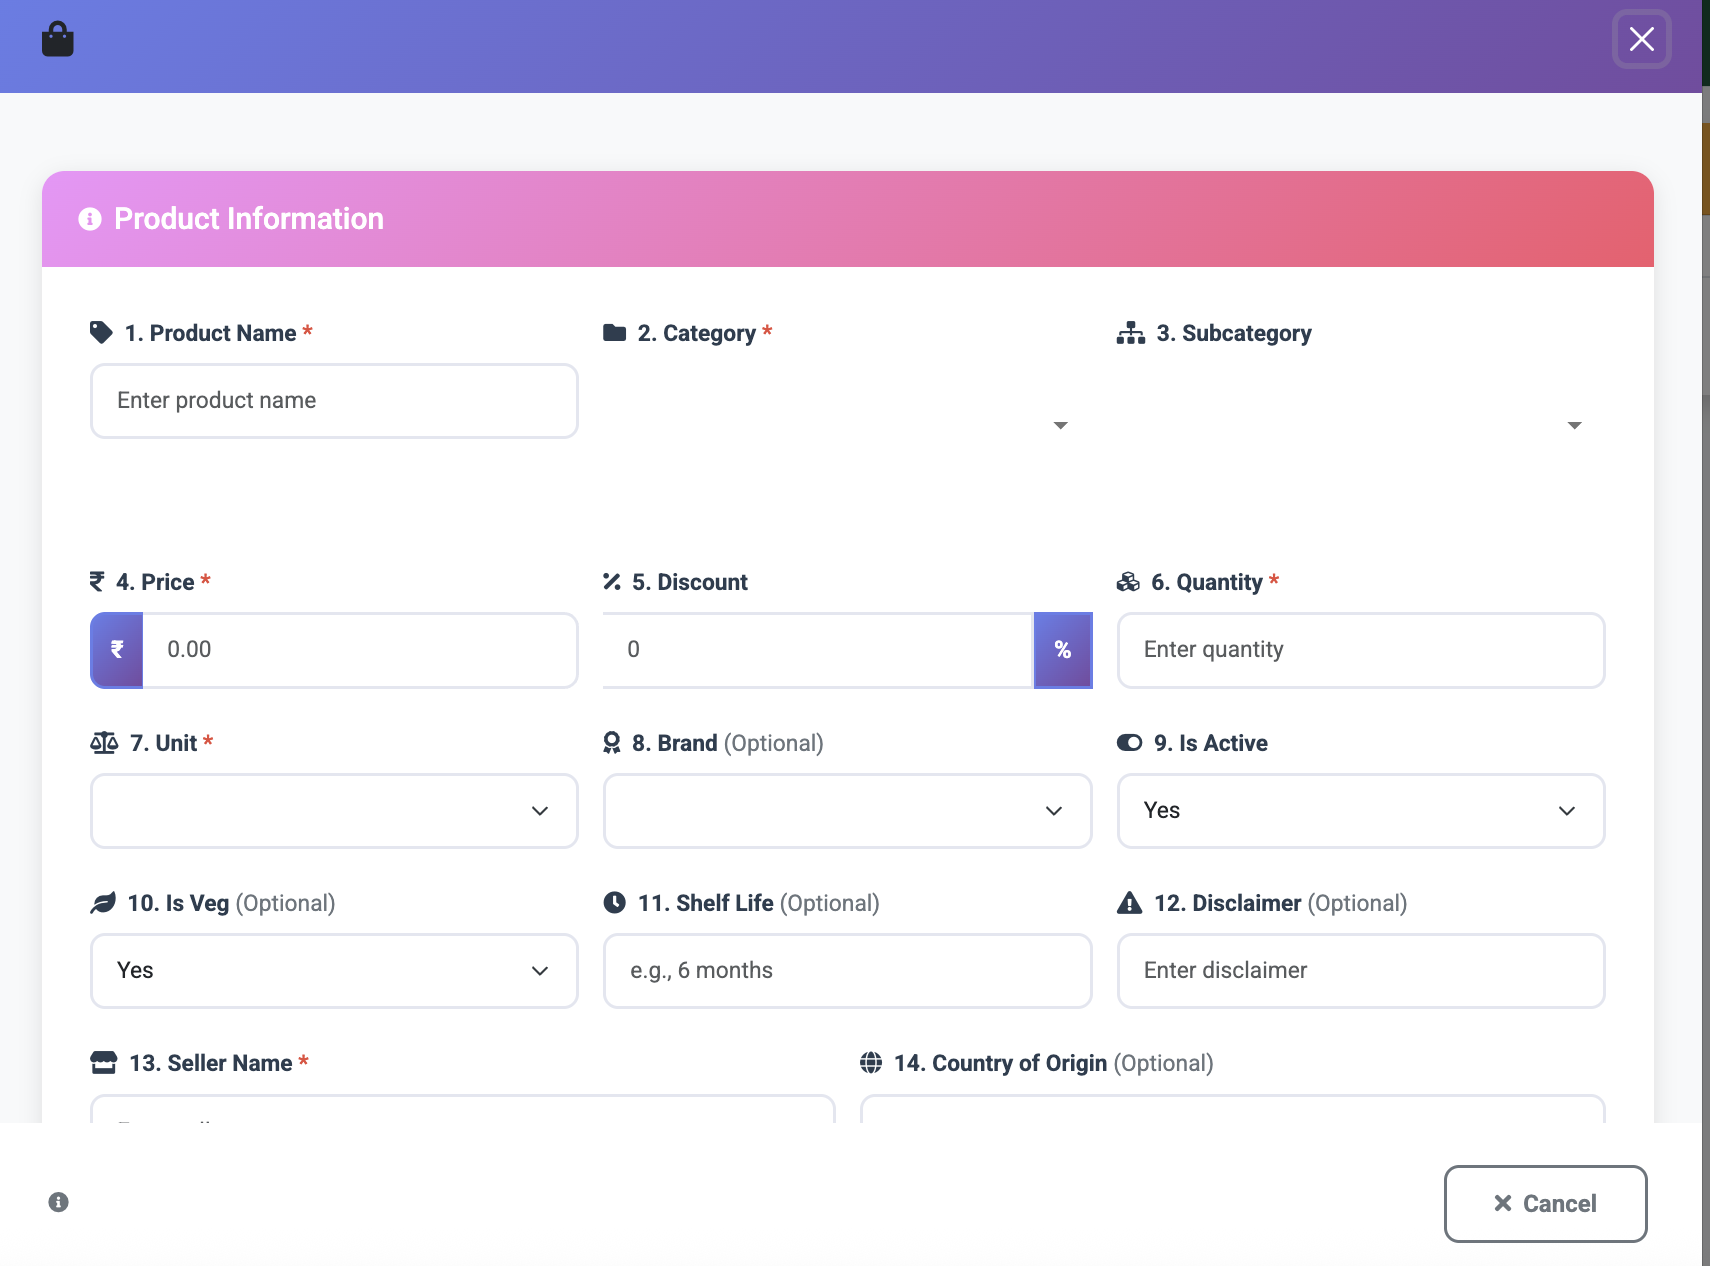 Product Information
1. Product Name *
2. Category *
3. Subcategory
Enter product name
₹ 4. Price *
% 5. Discount
6. Quantity *
₹ 0.00
0 %
Enter quantity
7. Unit *
8. Brand (Optional)
9. Is Active
Yes
10. Is Veg (Optional)
11. Shelf Life (Optional)
12. Disclaimer (Optional)
Yes
e.g., 6 months
Enter disclaimer
13. Seller Name *
14. Country of Origin (Optional)
Cancel